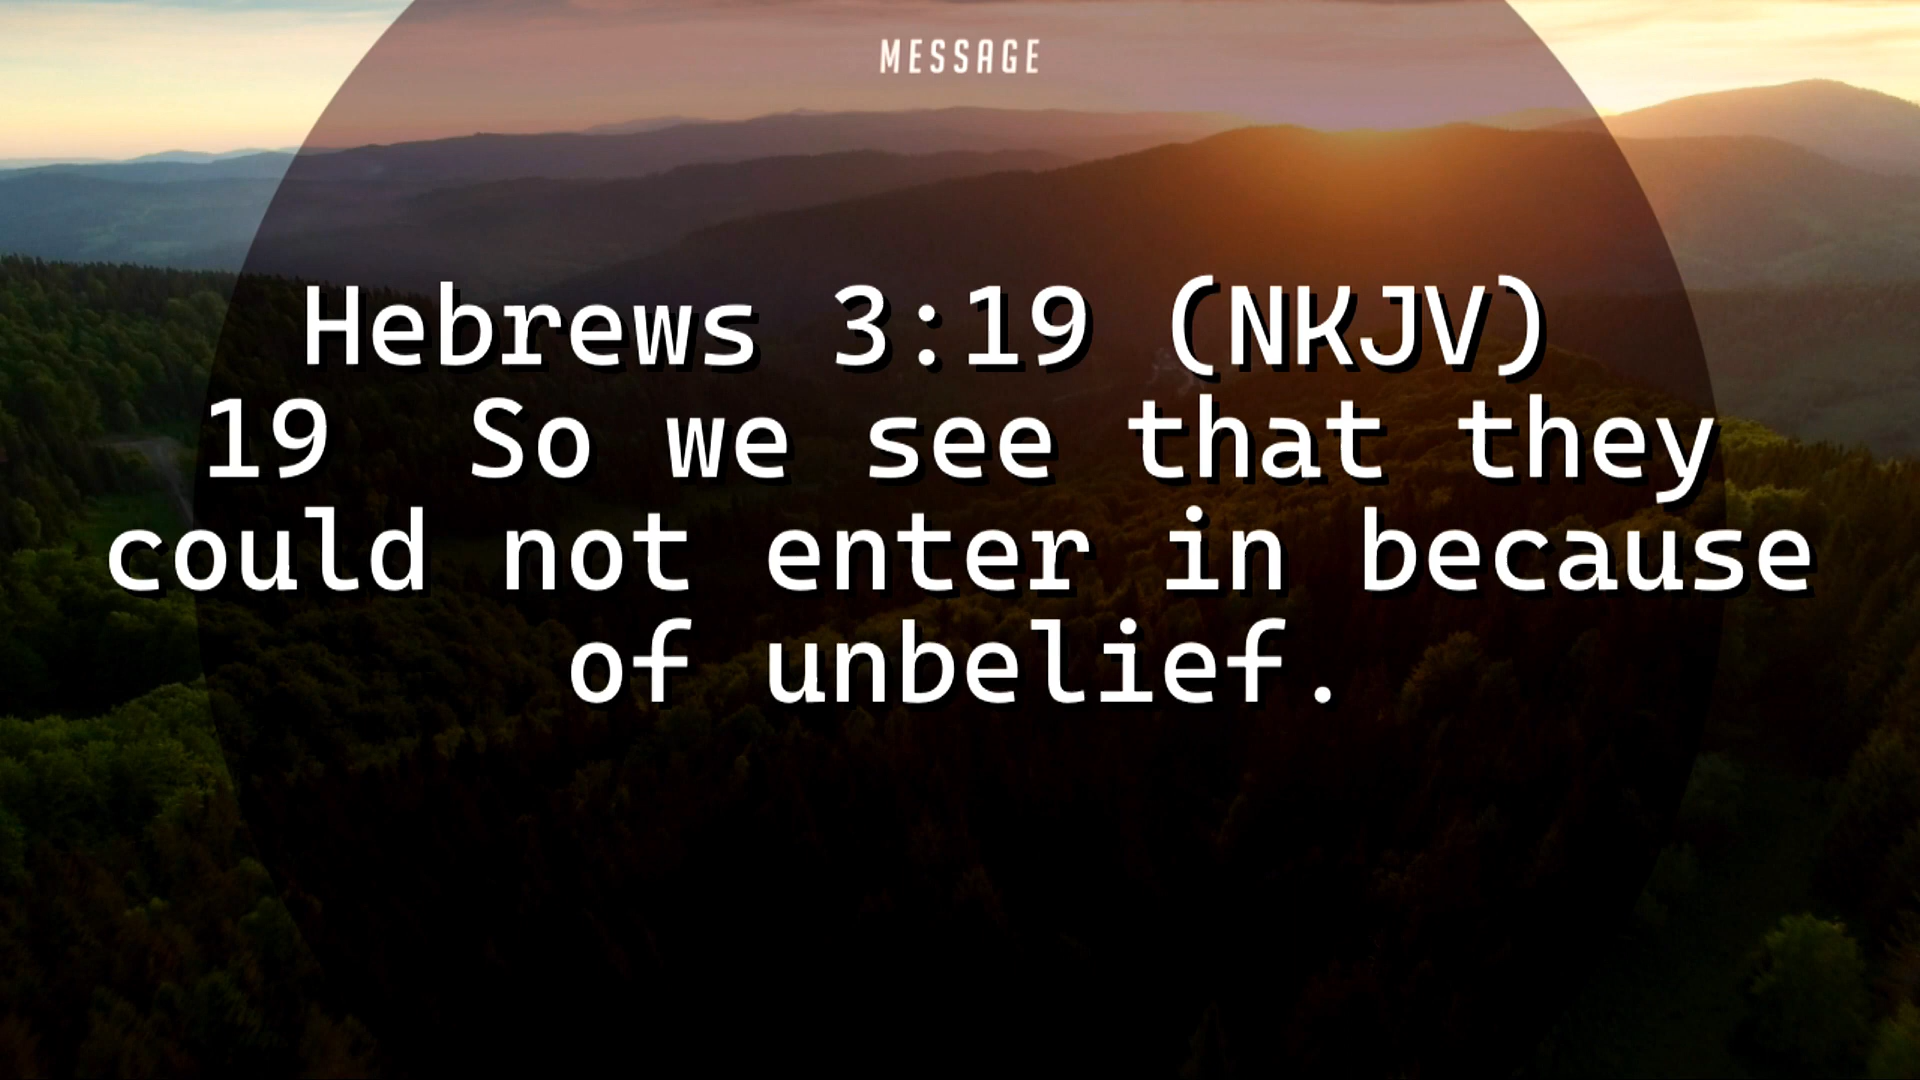 MESSAGE
Hebrews 3:19 (NKJV)
19 So we see that they
could not enter in because
of unbelief.